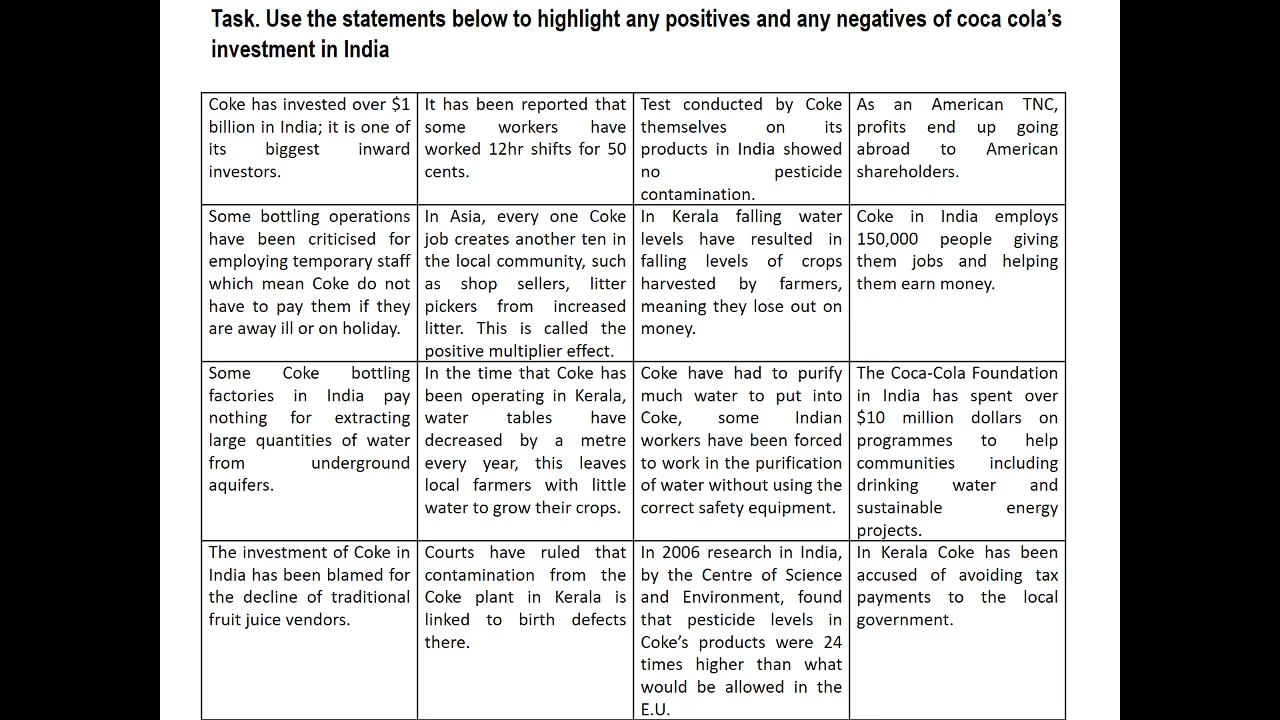 Task. Use the statements below to highlight any positives and any negatives of coca cola's
investment in India
Coke has invested over $1
billion in India; it is one of
its biggest inward
investors.
It has been reported that
some workers have
worked 12hr shifts for 50
cents.
Test conducted by Coke
themselves on its
products in India showed
no pesticide
contamination.
As an American TNC,
profits end up going
abroad to American
shareholders.
Some bottling operations
have been criticised for
employing temporary staff
which mean Coke do not
have to pay them if they
are away ill or on holiday.
In Asia, every one Coke
job creates another ten in
the local community, such
as shop sellers, litter
pickers from increased
litter. This is called the
positive multiplier effect.
In Kerala falling water
levels have resulted in
falling levels of crops
harvested by farmers,
meaning they lose out on
money.
Coke in India employs
150,000 people giving
them jobs and helping
them earn money.
Some Coke bottling
factories in India pay
nothing for extracting
large quantities of water
from underground
aquifers.
In the time that Coke has
been operating in Kerala,
water tables have
decreased by a metre
every year, this leaves
local farmers with little
water to grow their crops.
Coke have had to purify
much water to put into
Coke, some Indian
workers have been forced
to work in the purification
of water without using the
correct safety equipment.
The Coca-Cola Foundation
in India has spent over
$10 million dollars on
programmes to help
communities including
drinking water and
sustainable energy
projects.
The investment of Coke in
India has been blamed for
the decline of traditional
fruit juice vendors.
Courts have ruled that
contamination from the
Coke plant in Kerala is
linked to birth defects
there.
In 2006 research in India,
by the Centre of Science
and Environment, found
that pesticide levels in
Coke's products were 24
times higher than what
would be allowed in the
E.U.
In Kerala Coke has been
accused of avoiding tax
payments to the local
government.